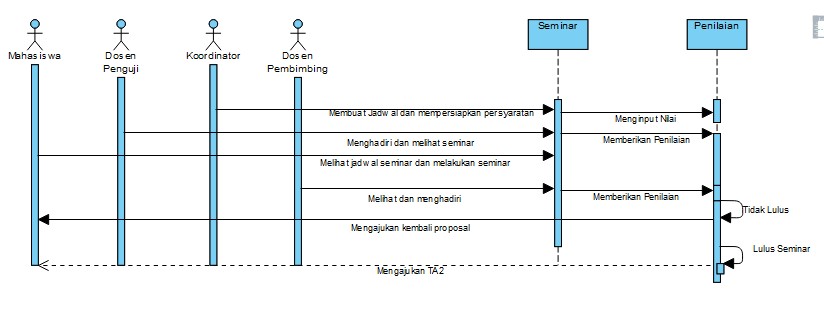 Seminar
Penilaian
Mahasiswa
Dosen
Penguji
Koordinator
Dosen
Pembimbing
Membuat Jadwal dan mempersiapkan persyaratan
Menginput Nilai
Menghadiri dan melihat seminar
Memberikan Penilaian
Melihat jadwal seminar dan melakukan seminar
Melihat dan menghadiri
Memberikan Penilaian
Tidak Lulus
Mengajukan kembali proposal
Lulus Seminar
Mengajukan TA2